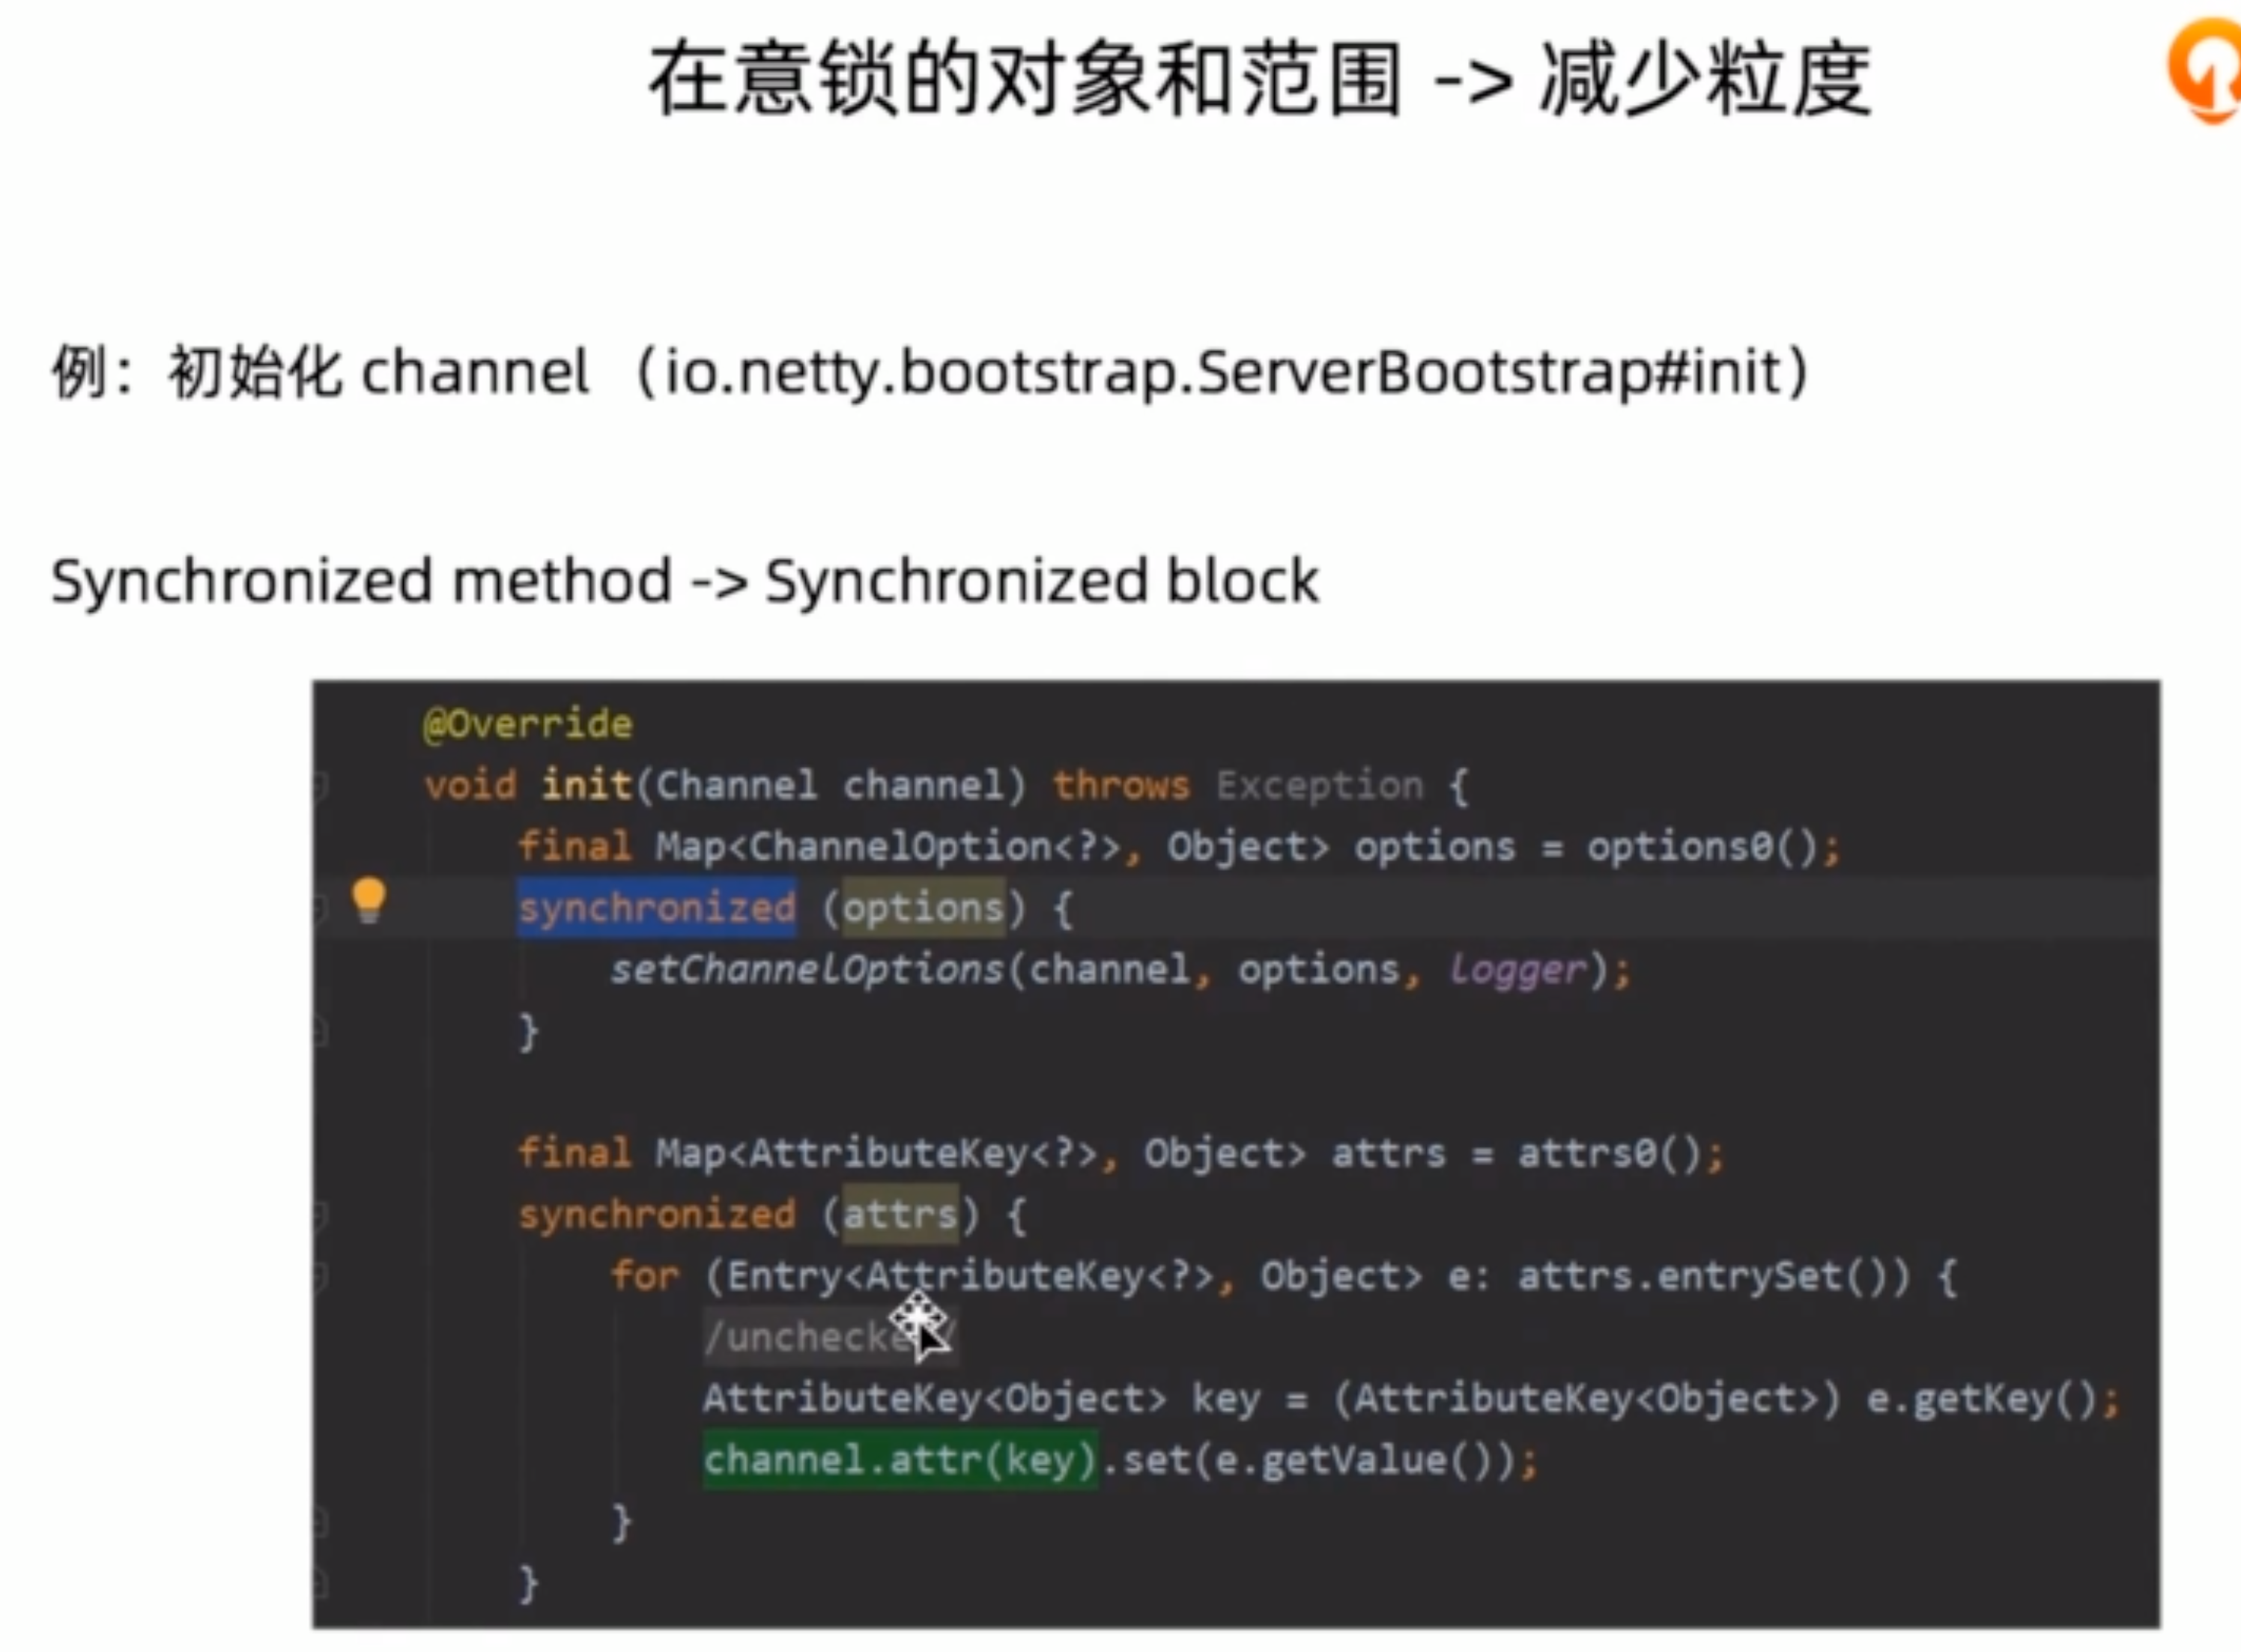 在意锁的对象和范围 -> 减少粒度
例：初始化 channel（io.netty.bootstrap.ServerBootstrap#init）
Synchronized method -> Synchronized block
@Override
void init(Channel channel) throws Exception {
final Map<ChannelOption<?>, Object> options = options0();
synchronized (options) {
setChannelOptions(channel, options, logger);
}
final Map<AttributeKey<?>, Object> attrs = attrs0();
synchronized (attrs) {
for (Entry<AttributeKey<?>, Object> e: attrs.entrySet()) {
AttributeKey<Object> key = (AttributeKey<Object>) e.getKey();
channel.attr(key).set(e.getValue());
}
}